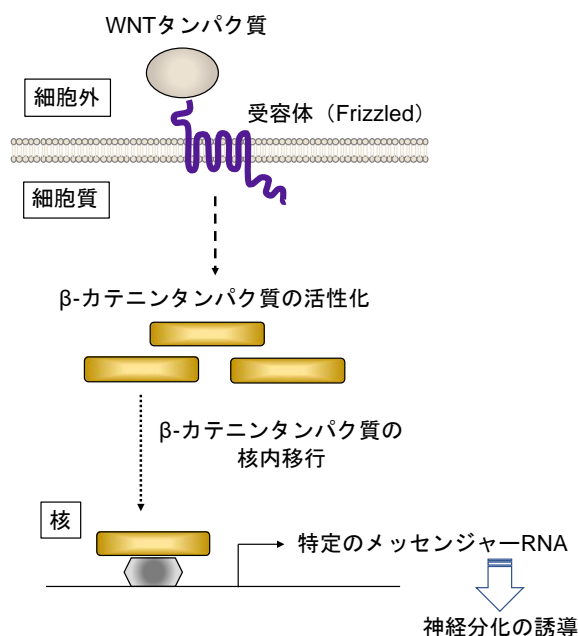 WNTタンパク質
細胞外
受容体（Frizzled）
細胞質
β-カテニンタンパク質の活性化
β-カテニンタンパク質の
核内移行
核
特定のメッセンジャーRNA
神経分化の誘導